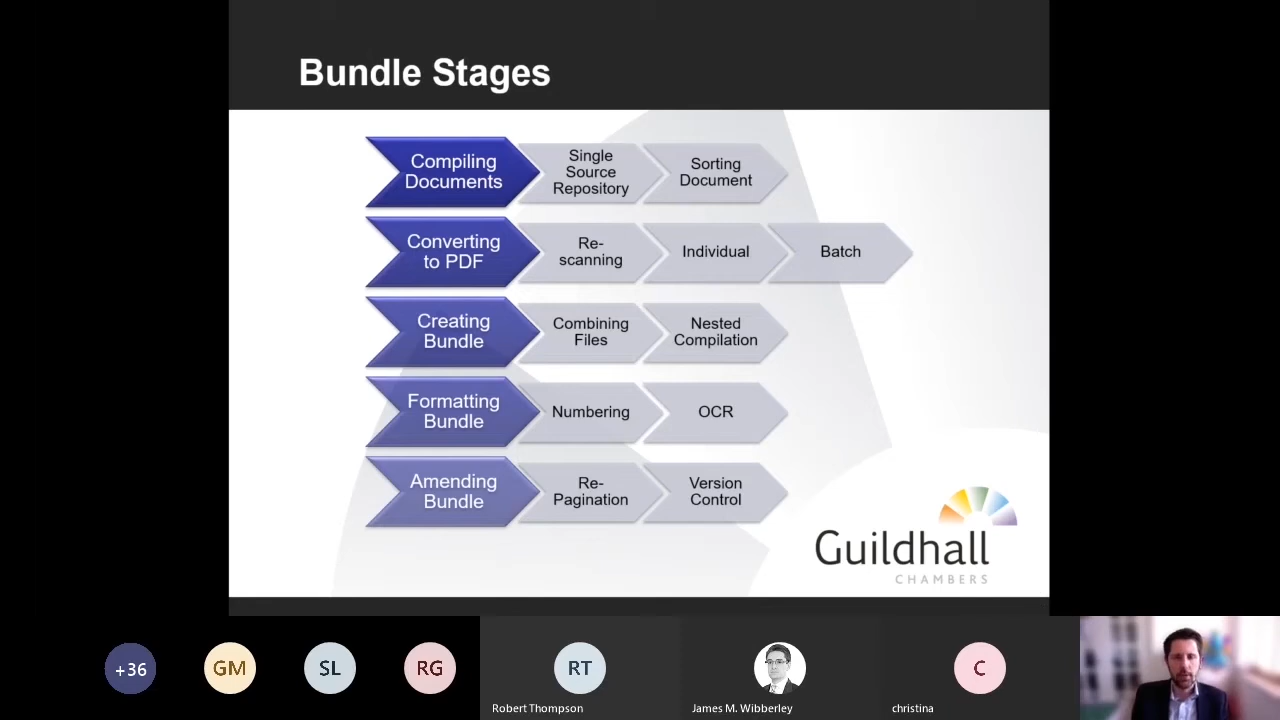 Bundle Stages
Compiling
Documents
Single
Source
Repository
Sorting
Document
Converting
to PDF
Re-
scanning
Individual
Batch
Creating
Bundle
Combining
Files
Nested
Compilation
Formatting
Bundle
Numbering
OCR
Amending
Bundle
Re-
Pagination
Version
Control
Guildhall
CHAMBERS
+36
GM
SL
RG
RT
C
Robert Thompson
James M. Wibberley
christina